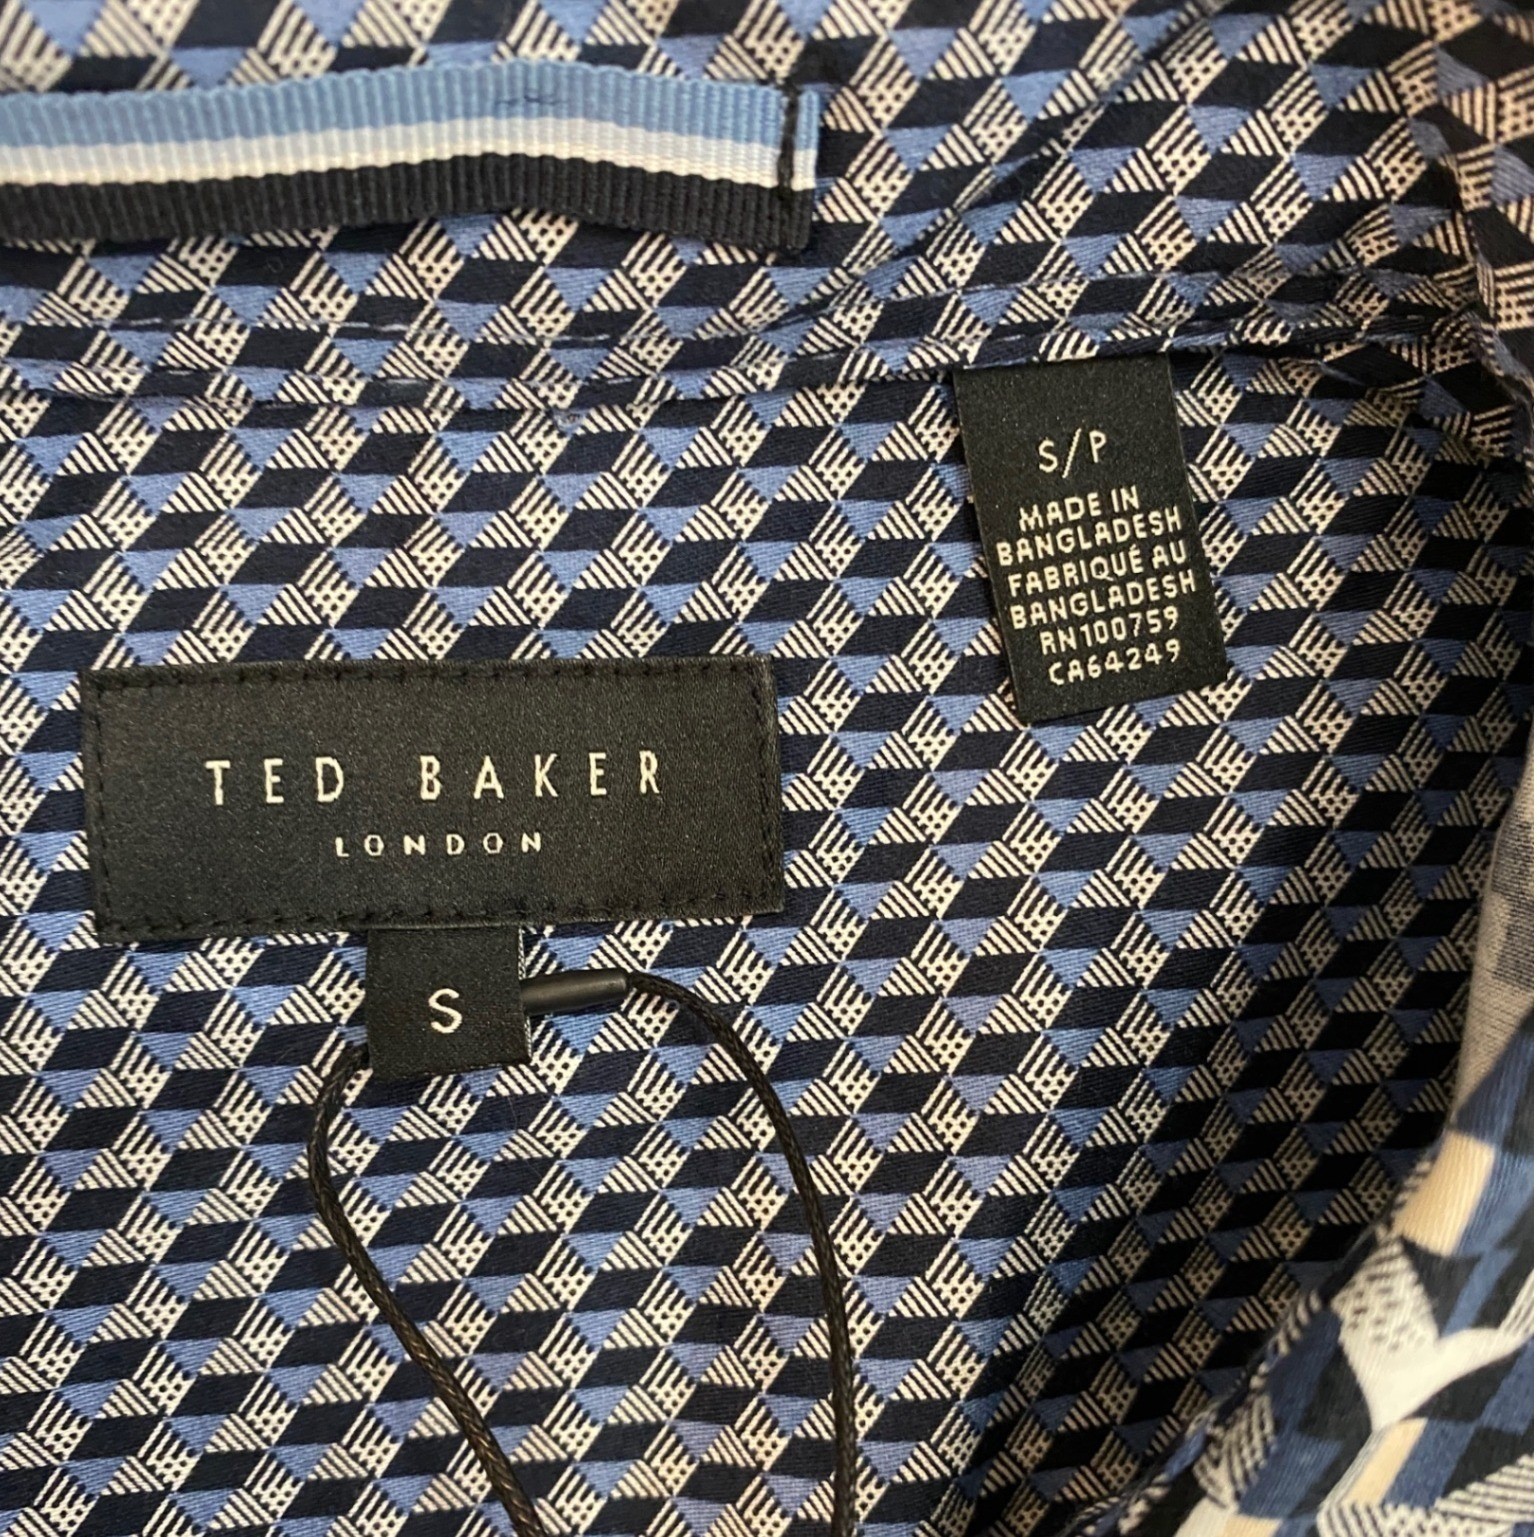 S/P
MADE IN
BANGLADESH
FABRIQUÉ AU
BANGLADESH
RN100759
CA64249
TED BAKER
LONDON
S